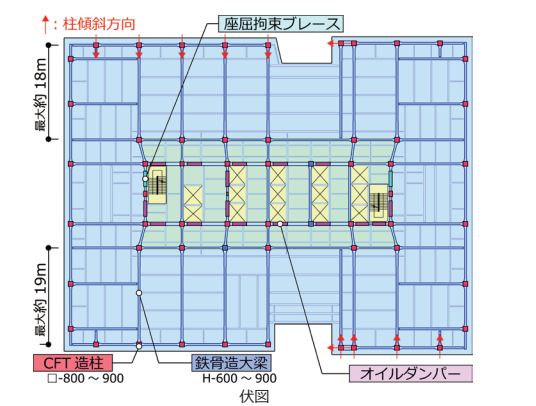 ↑：柱傾斜方向
座屈拘束ブレース
最大約 18m
最大約 19m
CFT 造柱
□-800 ～ 900
鉄骨造大梁
H-600 ～ 900
オイルダンパー
伏図